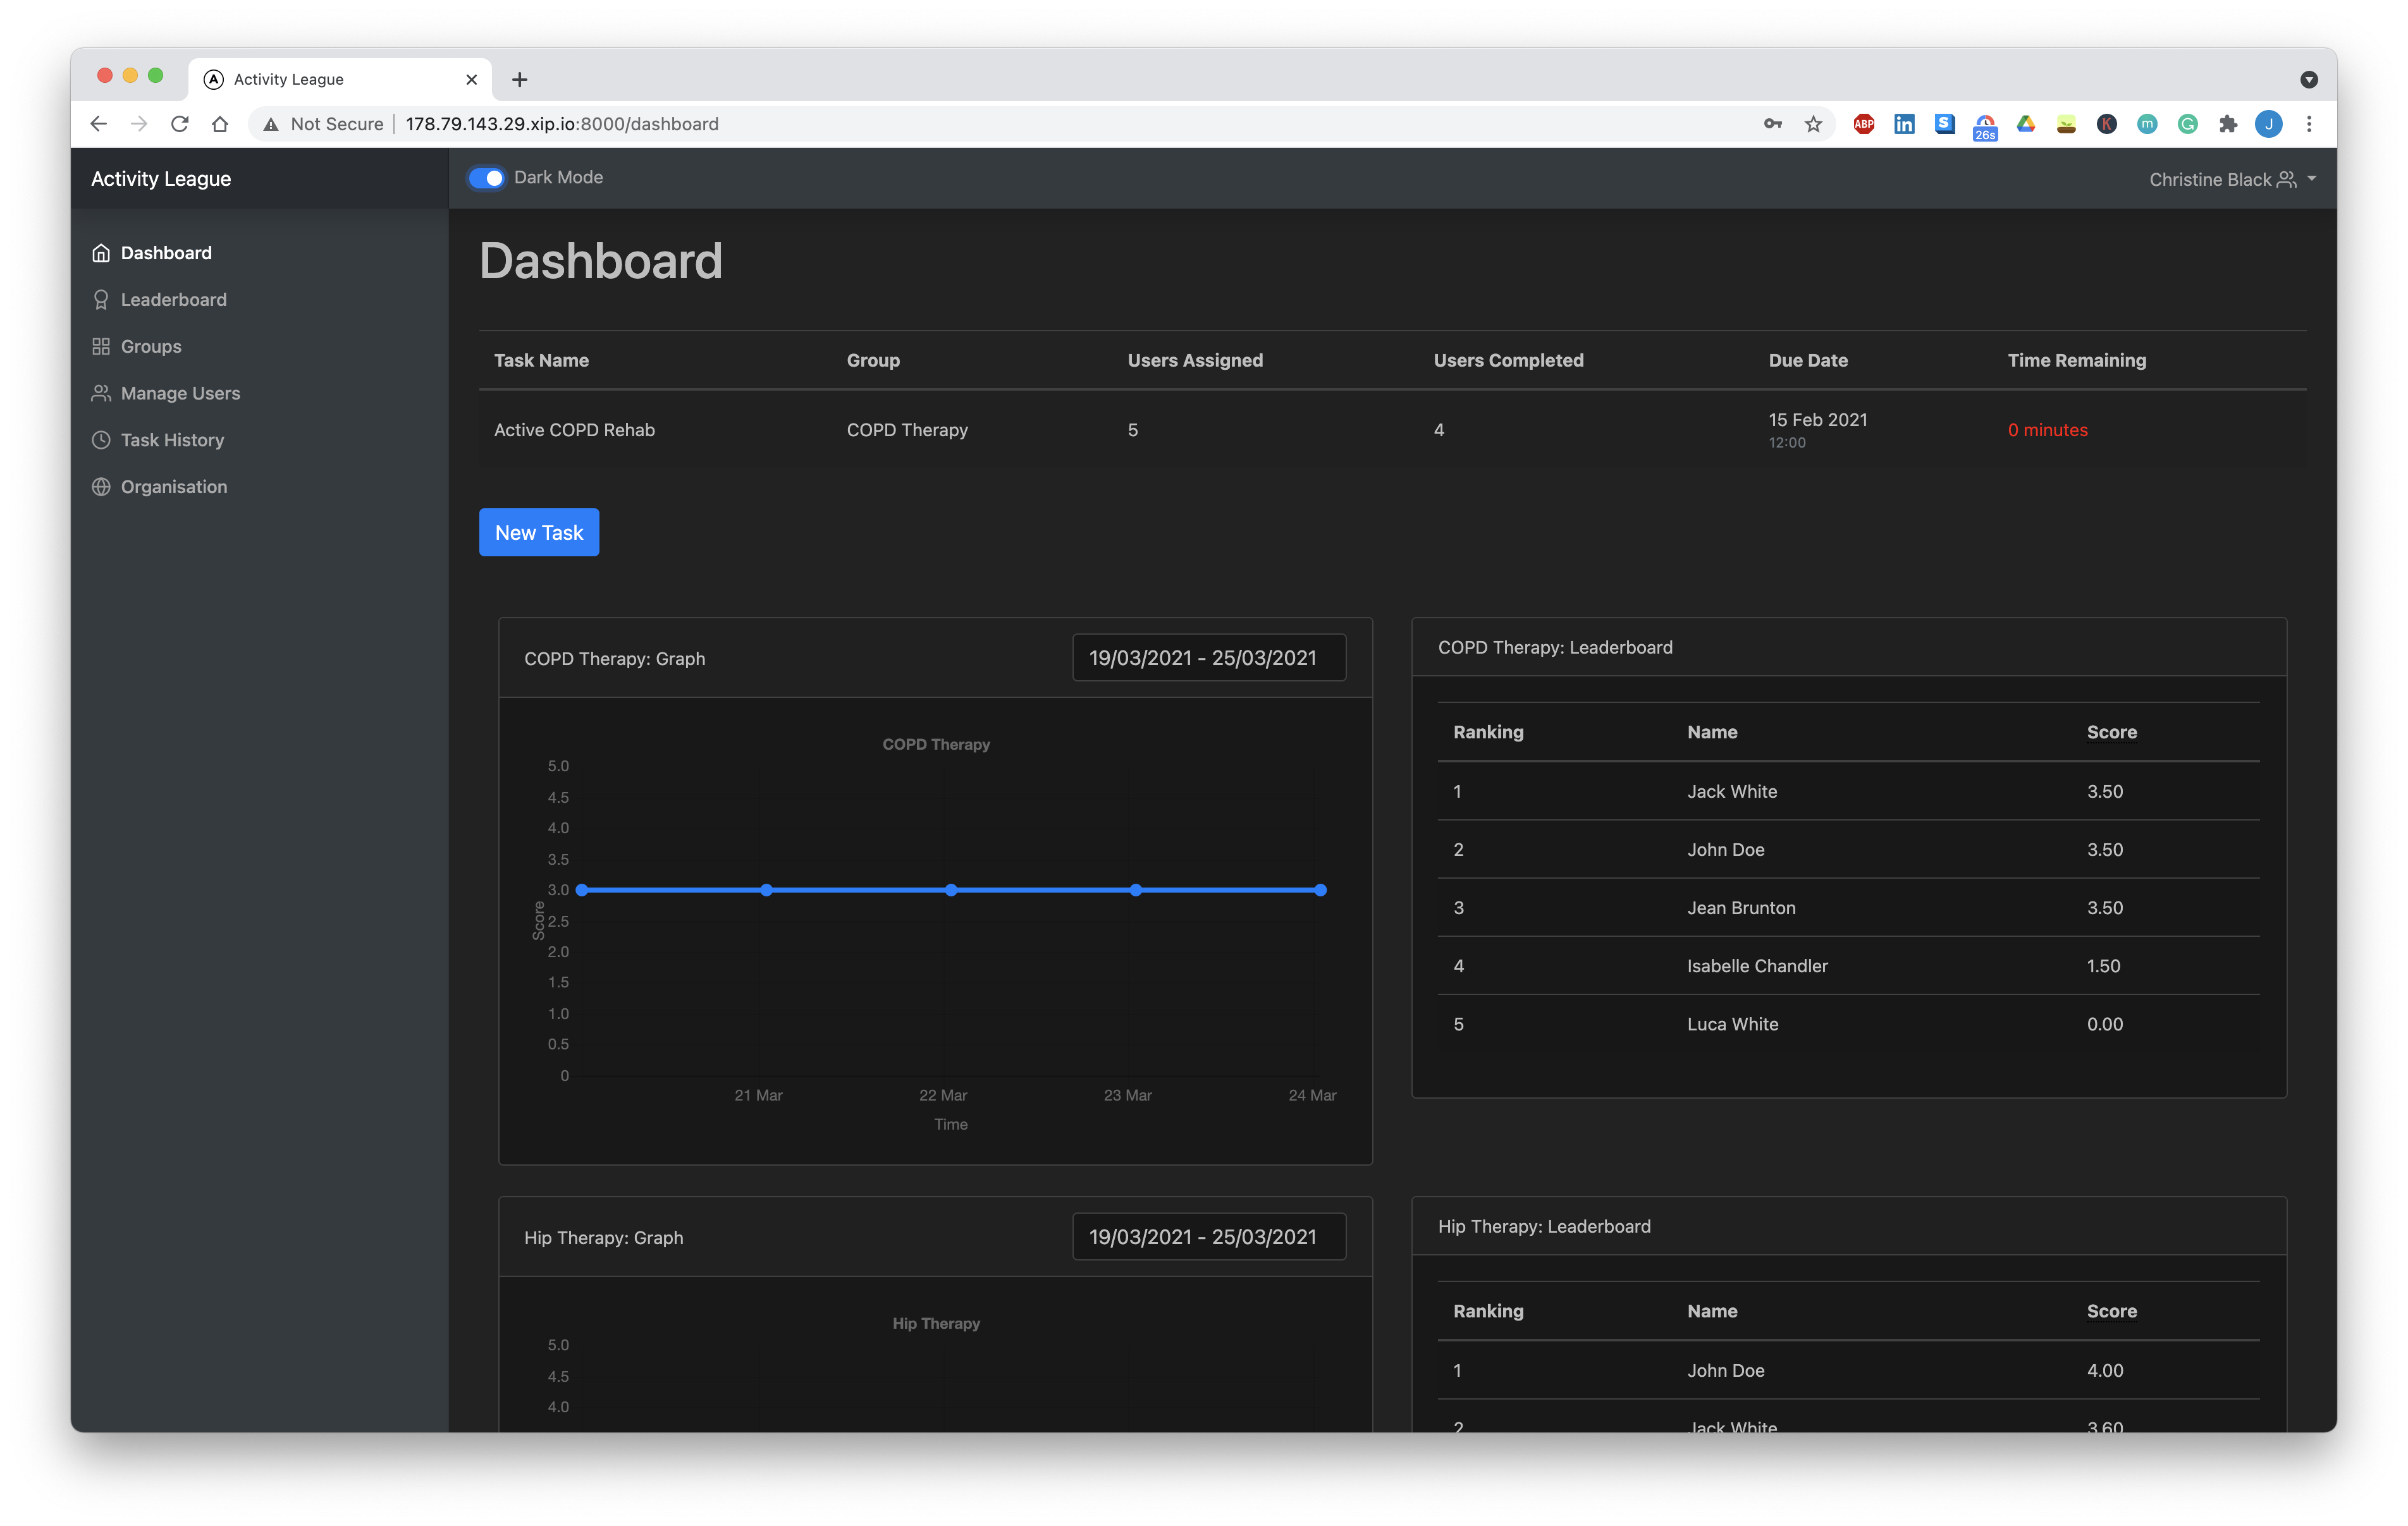 Activity League
Not Secure 178.79.143.29.xip.io:8000/dashboard
ABP
in
S
26s
K
m
G
J
Activity League
Dark Mode
Christine Black
Dashboard
Leaderboard
Groups
Manage Users
Task History
Organisation
Dashboard
Task Name Group Users Assigned Users Completed Due Date Time Remaining
Active COPD Rehab COPD Therapy 5 4 15 Feb 2021 0 minutes
12:00
New Task
COPD Therapy: Graph 19/03/2021 - 25/03/2021
COPD Therapy
5.0
4.5
4.0
3.5
3.0
2.5
2.0
1.5
1.0
0.5
0
Score
21 Mar 22 Mar 23 Mar 24 Mar
Time
COPD Therapy: Leaderboard
Ranking Name Score
1 Jack White 3.50
2 John Doe 3.50
3 Jean Brunton 3.50
4 Isabelle Chandler 1.50
5 Luca White 0.00
Hip Therapy: Graph 19/03/2021 - 25/03/2021
Hip Therapy
5.0
4.5
4.0
Hip Therapy: Leaderboard
Ranking Name Score
1 John Doe 4.00
2 Jack White 3.60